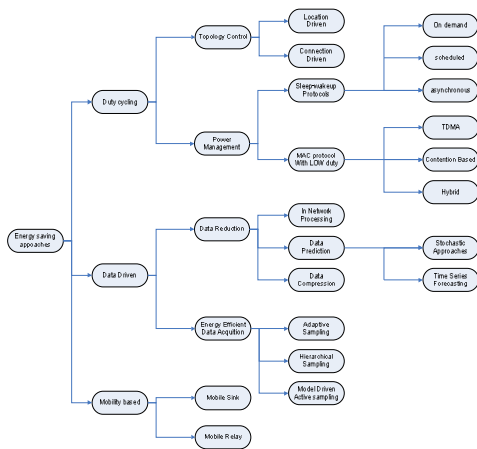 Energy saving
appoaches
Duty cycling
Data Driven
Mobility based
Topology Control
Power
Management
Data Reduction
Energy Efficient
Data Acquition
Mobile Sink
Mobile Relay
Location
Driven
Connection
Driven
Sleep-wakeup
Protocols
MAC protocol
With LOW duty
In Network
Processing
Data
Prediction
Data
Compression
Adaptive
Sampling
Hierarchical
Sampling
Model Driven
Active sampling
On demand
scheduled
asynchronous
TDMA
Contention Based
Hybrid
Stochastic
Approaches
Time Series
Forecasting